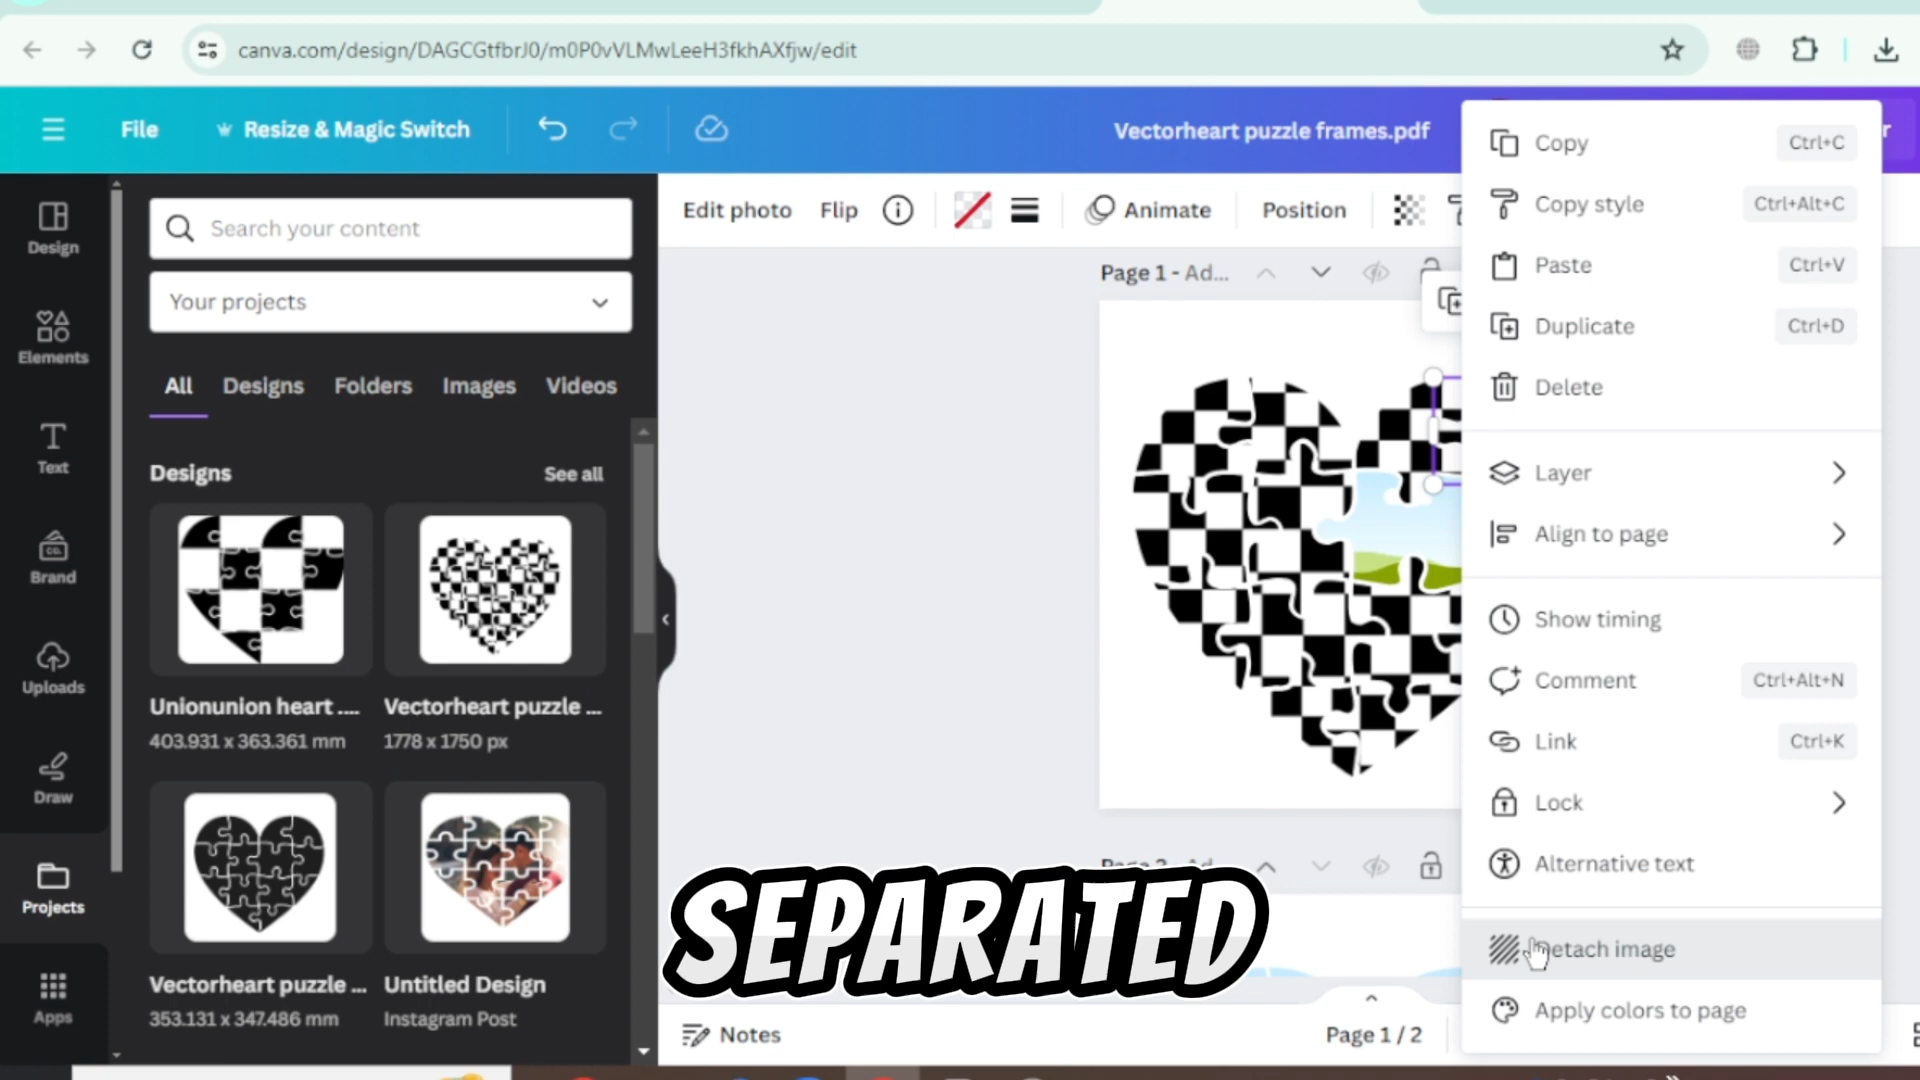 canva.com/design/DAGCGtfbrJ0/m0P0vVLMwLeeH3fkhAXfjw/edit
File
Resize & Magic Switch
Vectorheart puzzle frames.pdf
r
Design
Elements
Text
Brand
CO.
Uploads
Draw
Projects
Apps
Search your content
Your projects
All
Designs
Folders
Images
Videos
Designs
See all
Unionunion heart ....
403.931 x 363.361 mm
Vectorheart puzzle ...
1778 x 1750 px
Vectorheart puzzle ...
353.131 x 347.486 mm
Untitled Design
Instagram Post
Edit photo
Flip
Animate
Position
Page 1 - Ad...
SEPARATED
Notes
Page 1 / 2
Copy Ctrl+C
Copy style Ctrl+Alt+C
Paste Ctrl+V
Duplicate Ctrl+D
Delete
Layer
Align to page
Show timing
Comment Ctrl+Alt+N
Link Ctrl+K
Lock
Alternative text
Detach image
Apply colors to page